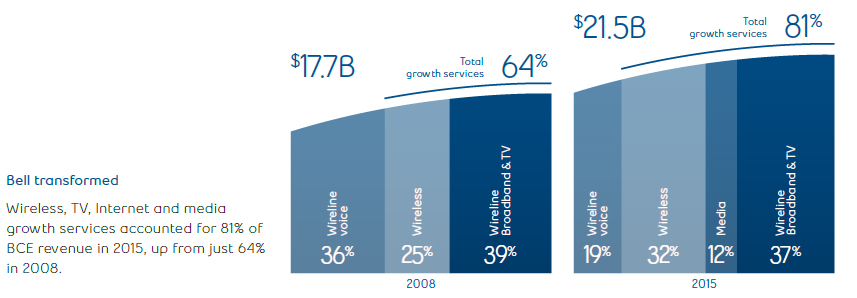 $17.7B
Total
growth services
64%
$21.5B
Total
growth services
81%
Bell transformed
Wireless, TV, Internet and media
growth services accounted for 81% of
BCE revenue in 2015, up from just 64%
in 2008.
Wireline
voice
36%
Wireless
25%
Wireline
Broadband & TV
39%
2008
Wireline
voice
19%
Wireless
32%
Media
12%
Wireline
Broadband & TV
37%
2015